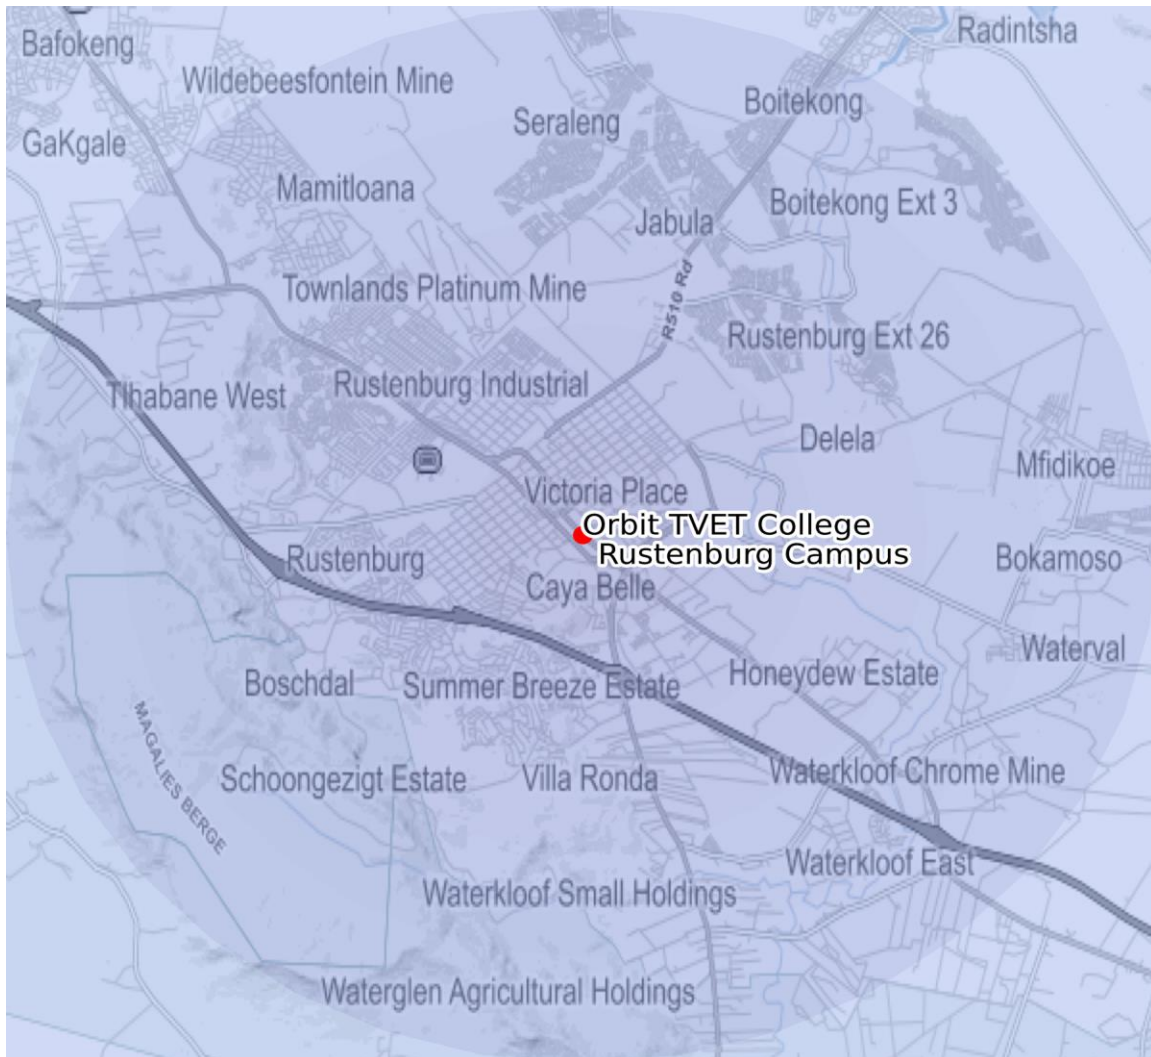 Radintsha
Bafokeng
Wildebeesfontein Mine
Boitekong
Seraleng
GaKgale
Mamitloana
Boitekong Ext 3
Jabula
Townlands Platinum Mine
R510 Rd
Rustenburg Ext 26
Rustenburg Industrial
Tlhabane West
Delela
Mfidikoe
Victoria Place
Orbit TVET College
Rustenburg Campus
Rustenburg
Bokamoso
Caya Belle
Waterval
Honeydew Estate
Boschdal
Summer Breeze Estate
MAGALIES BERGE
Schoongezigt Estate
Villa Ronda
Waterkloof Chrome Mine
Waterkloof East
Waterkloof Small Holdings
Waterglen Agricultural Holdings